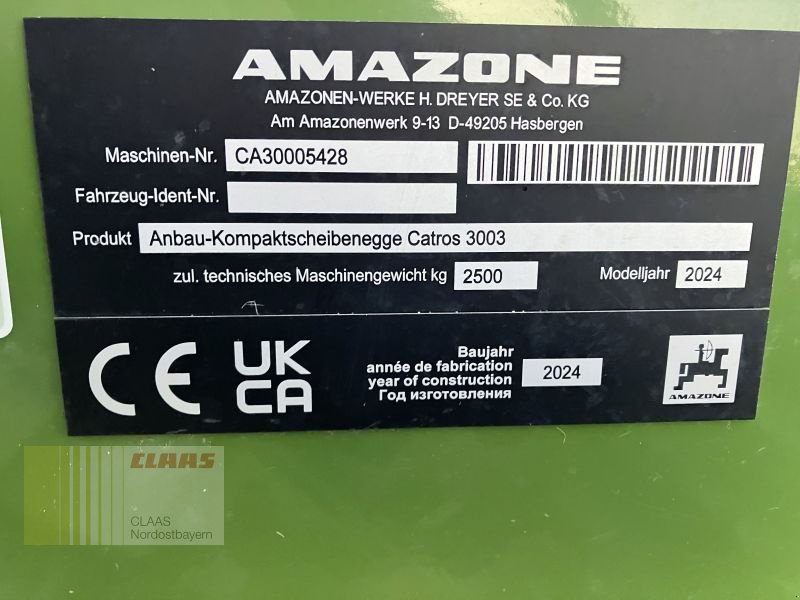 AMAZONE
AMAZONEN-WERKE H. DREYER SE & Co. KG
Am Amazonenwerk 9-13 D-49205 Hasbergen
Maschinen-Nr. CA30005428
Fahrzeug-Ident-Nr.
Produkt Anbau-Kompaktscheibenegge Catros 3003
zul. technisches Maschinengewicht kg 2500 Modelljahr 2024
CE
UK
CA
Baujahr
année de fabrication
year of construction
Год изготовления
2024
AMAZONE
CLAAS
CLAAS
Nordostbayern